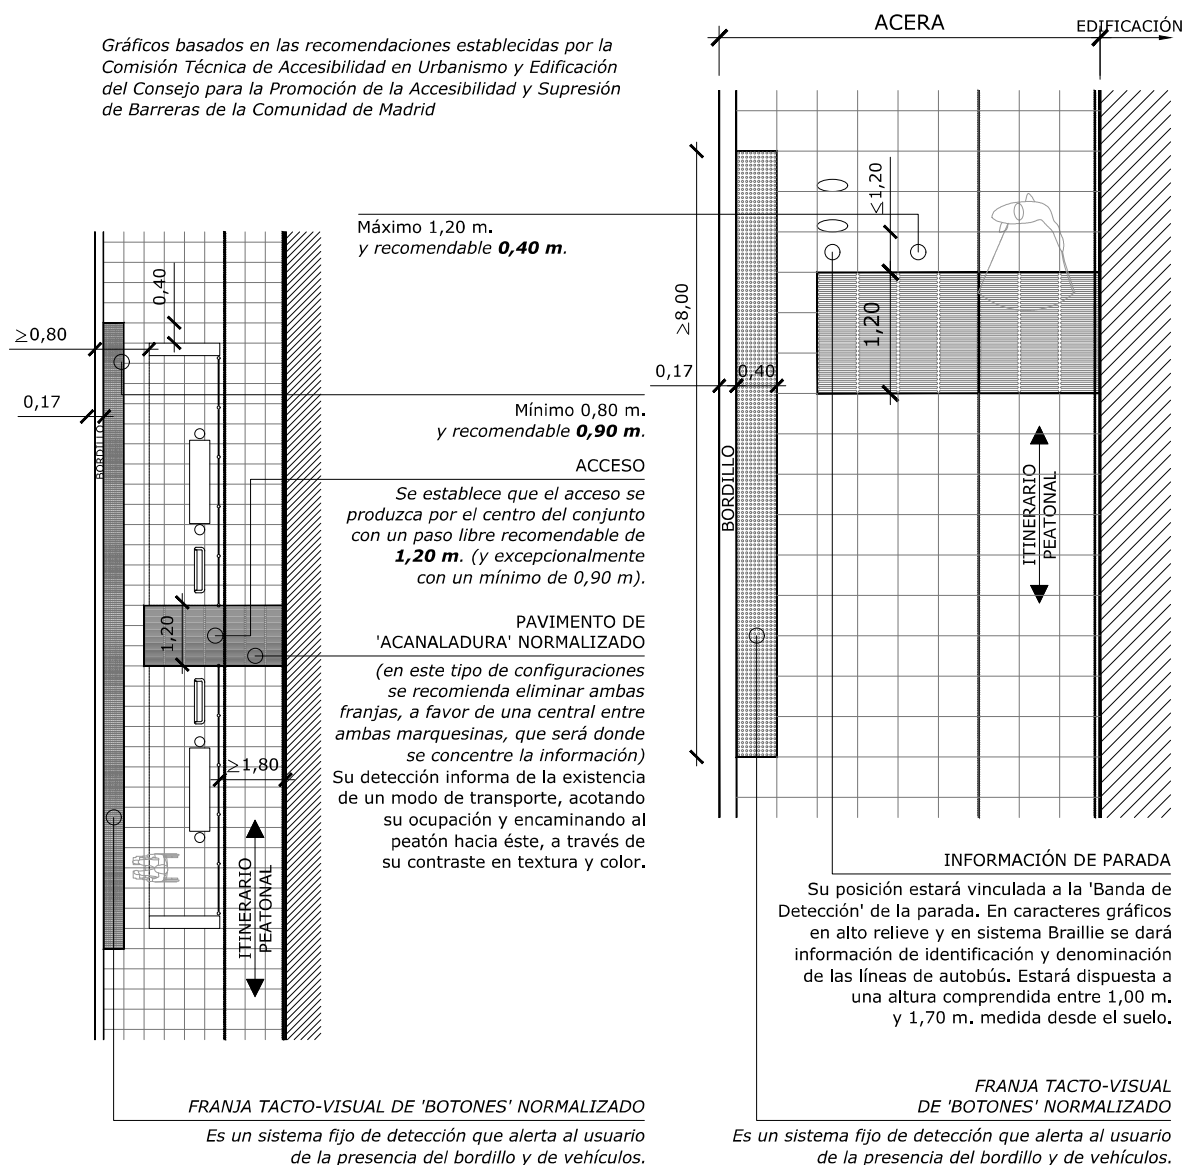 Gráficos basados en las recomendaciones establecidas por la
Comisión Técnica de Accesibilidad en Urbanismo y Edificación
del Consejo para la Promoción de la Accesibilidad y Supresión
de Barreras de la Comunidad de Madrid
ACERA
EDIFICACIÓN
≤1,20
1,20
≥8,00
0,17
0,40
BORDILLO
ITINERARIO
PEATONAL
Máximo 1,20 m.
y recomendable 0,40 m.
0,40
≥0,80
0,17
BORDILLO
1,20
≥1,80
ITINERARIO
PEATONAL
Mínimo 0,80 m.
y recomendable 0,90 m.
ACCESO
Se establece que el acceso se
produzca por el centro del conjunto
con un paso libre recomendable de
1,20 m. (y excepcionalmente
con un mínimo de 0,90 m).
PAVIMENTO DE
'ACANALADURA' NORMALIZADO
(en este tipo de configuraciones
se recomienda eliminar ambas
franjas, a favor de una central entre
ambas marquesinas, que será donde
se concentre la información)
Su detección informa de la existencia
de un modo de transporte, acotando
su ocupación y encaminando al
peatón hacia éste, a través de
su contraste en textura y color.
INFORMACIÓN DE PARADA
Su posición estará vinculada a la 'Banda de
Detección' de la parada. En caracteres gráficos
en alto relieve y en sistema Braillie se dará
información de identificación y denominación
de las líneas de autobús. Estará dispuesta a
una altura comprendida entre 1,00 m.
y 1,70 m. medida desde el suelo.
FRANJA TACTO-VISUAL DE 'BOTONES' NORMALIZADO
Es un sistema fijo de detección que alerta al usuario
de la presencia del bordillo y de vehículos.
FRANJA TACTO-VISUAL
DE 'BOTONES' NORMALIZADO
Es un sistema fijo de detección que alerta al usuario
de la presencia del bordillo y de vehículos.